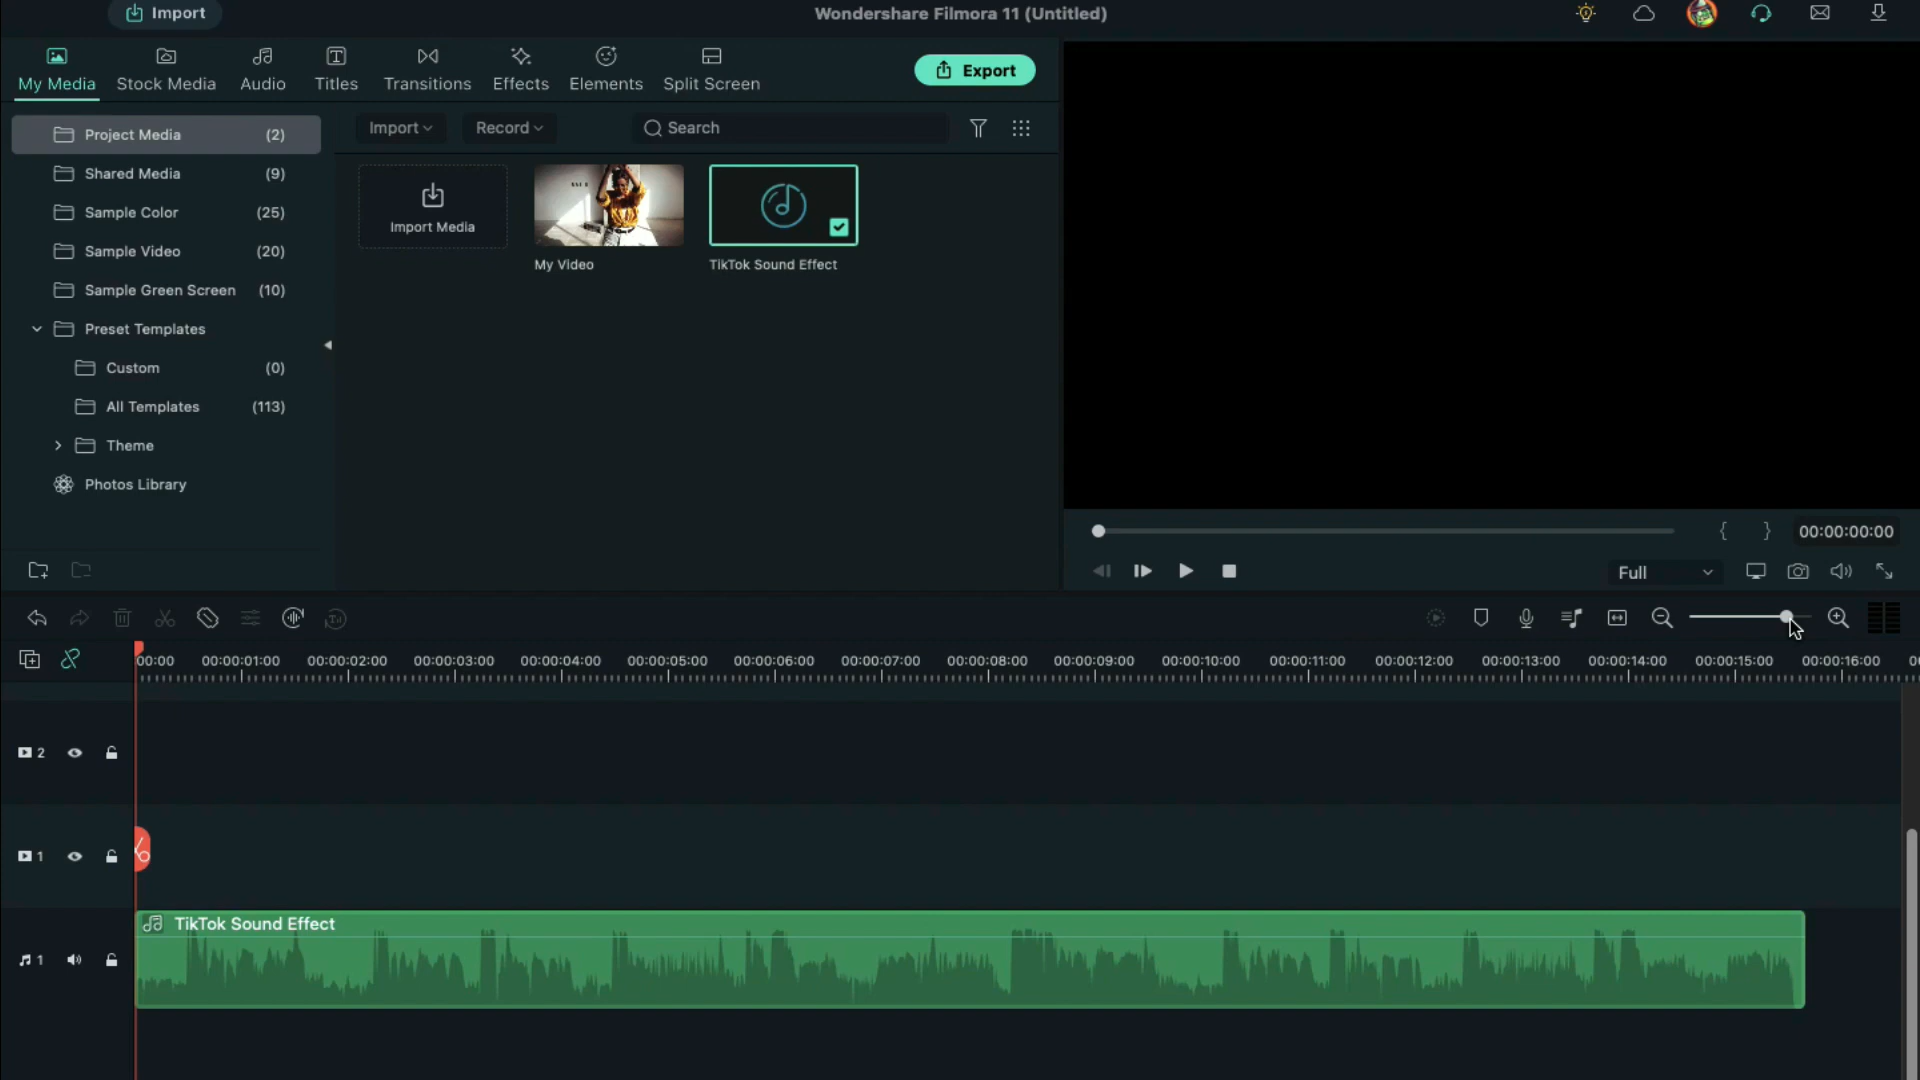 Import
Wondershare Filmora 11 (Untitled)
My Media
Stock Media
Audio
Titles
Transitions
Effects
Elements
Split Screen
Export
Project Media (2)
Shared Media (9)
Sample Color (25)
Sample Video (20)
Sample Green Screen (10)
Preset Templates
Custom (0)
All Templates (113)
Theme
Photos Library
Import
Record
Search
Import Media
My Video
TikTok Sound Effect
{ } 00:00:00:00
Full
00:00 00:00:01:00 00:00:02:00 00:00:03:00 00:00:04:00 00:00:05:00 00:00:06:00 00:00:07:00 00:00:08:00 00:00:09:00 00:00:10:00 00:00:11:00 00:00:12:00 00:00:13:00 00:00:14:00 00:00:15:00 00:00:16:00
2
1
TikTok Sound Effect
1